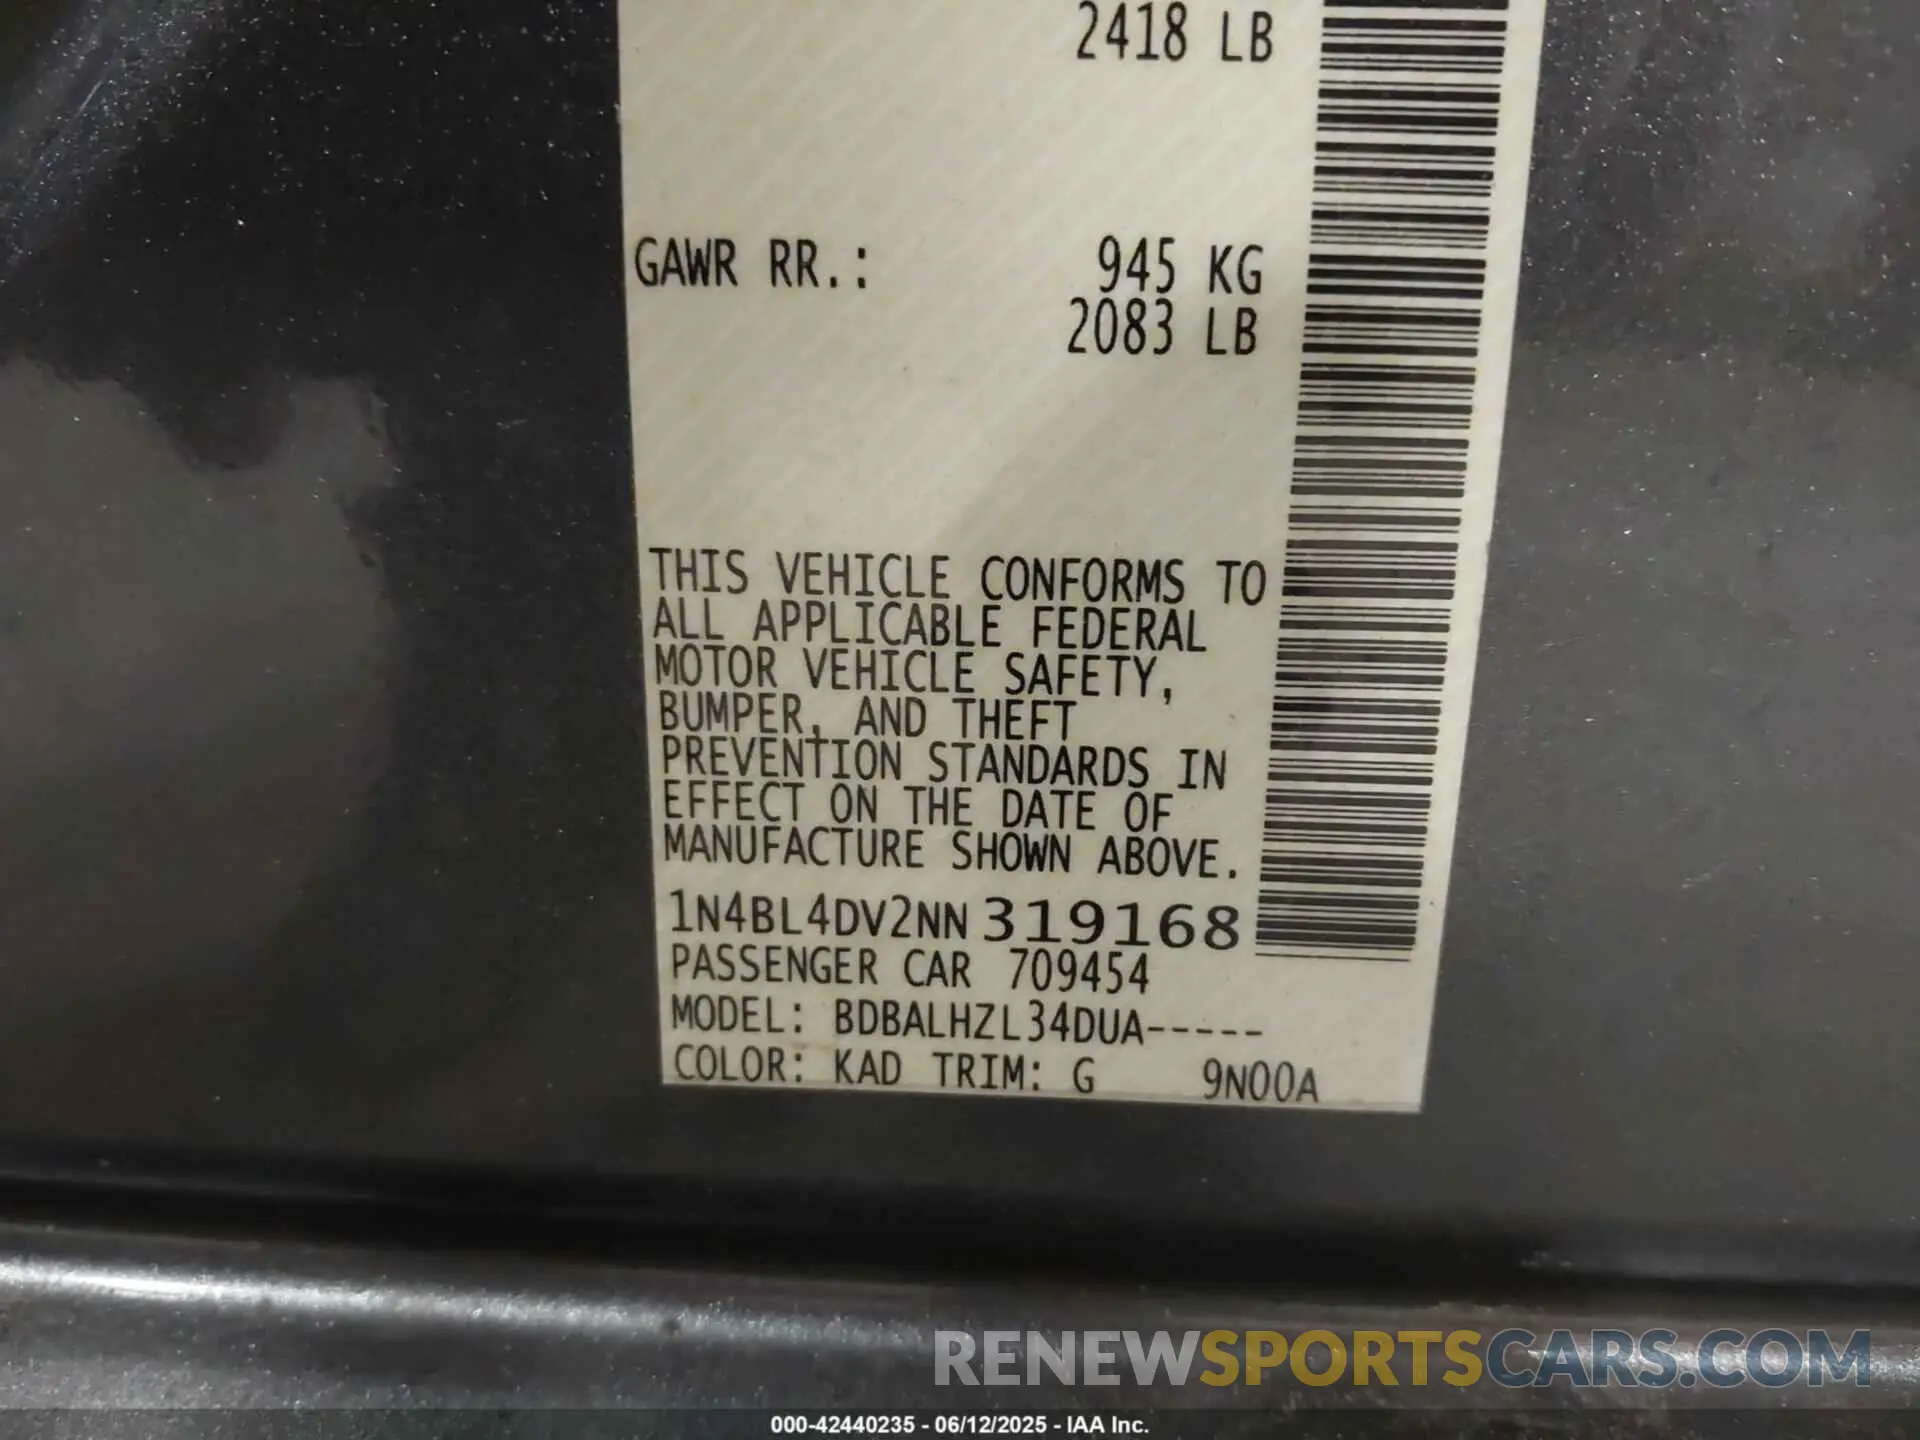 2418 LB
GAWR RR.: 945 KG
2083 LB
THIS VEHICLE CONFORMS TO
ALL APPLICABLE FEDERAL
MOTOR VEHICLE SAFETY,
BUMPER, AND THEFT
PREVENTION STANDARDS IN
EFFECT ON THE DATE OF
MANUFACTURE SHOWN ABOVE.
1N4BL4DV2NN319168
PASSENGER CAR 709454
MODEL: BDBALHZL34DUA-----
COLOR: KAD TRIM: G 9N00A
RENEWSPORTSCARS.COM
000-42440235 - 06/12/2025 - IAA Inc.